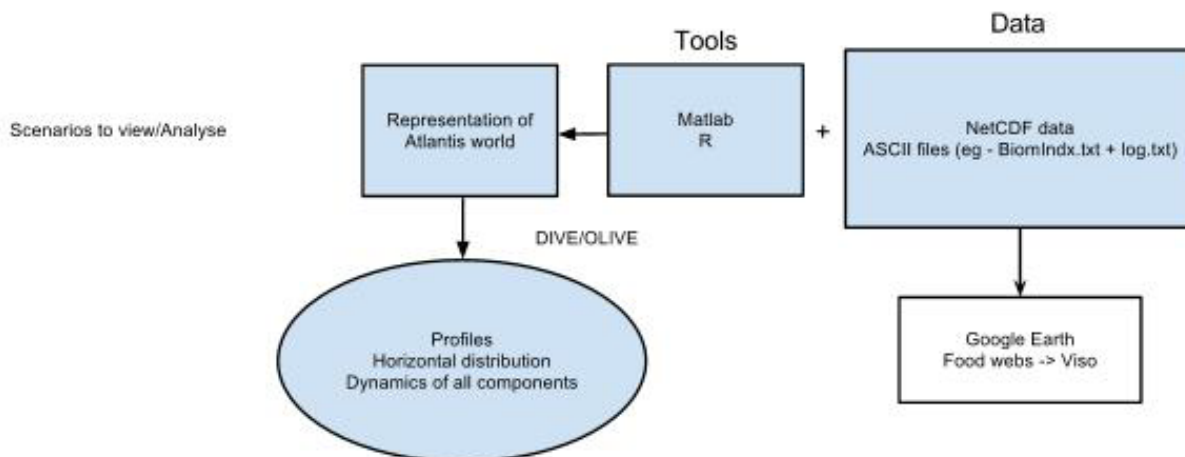 Tools
Data
Scenarios to view/Analyse
Representation of
Atlantis world
Matlab
R
+
NetCDF data
ASCII files (eg - BiomIndx.txt + log.txt)
DIVE/OLIVE
Profiles
Horizontal distribution
Dynamics of all components
Google Earth
Food webs -> Viso